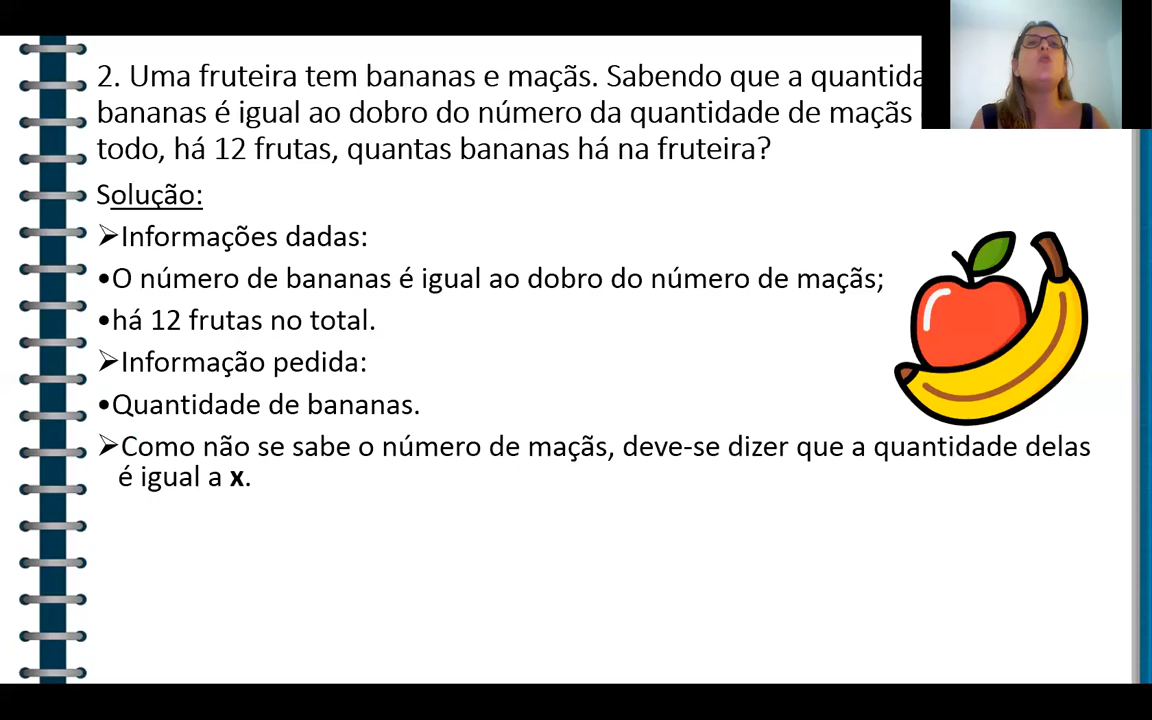 2. Uma fruteira tem bananas e maçãs. Sabendo que a
bananas é igual ao dobro do número da quantidade de maçãs
todo, há 12 frutas, quantas bananas há na fruteira?
Solução:
➢Informações dadas:
•O número de bananas é igual ao dobro do número de maçãs;
•há 12 frutas no total.
➢Informação pedida:
•Quantidade de bananas.
➢Como não se sabe o número de maçãs, deve-se dizer que a quantidade delas
é igual a x.